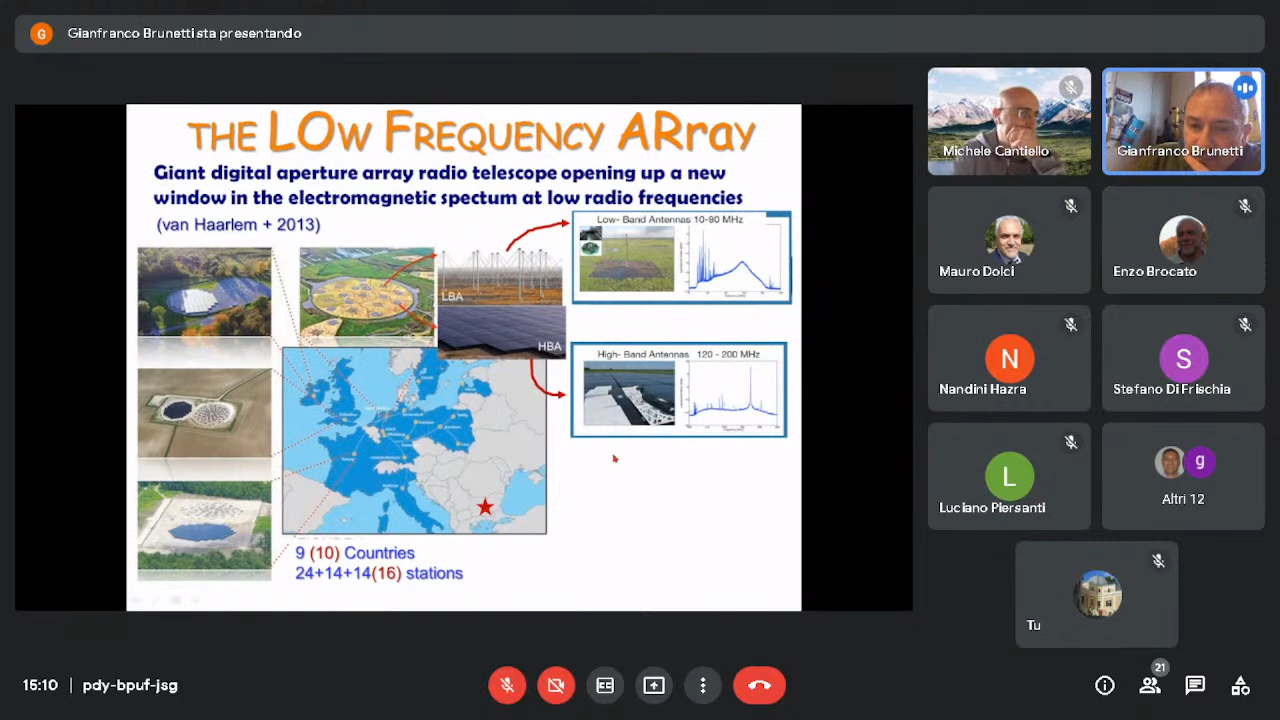 G
Gianfranco Brunetti sta presentando
THE LOW FREQUENCY ARraY
Giant digital aperture array radio telescope opening up a new
window in the electromagnetic spectum at low radio frequencies
(van Haarlem + 2013)
Low- Band Antennas 10-90 MHz
LBA
HBA
High- Band Antennas 120 - 200 MHz
9 (10) Countries
24+14+14(16) stations
Michele Cantiello
Gianfranco Brunetti
Mauro Dolci
Enzo Brocato
N
Nandini Hazra
S
Stefano Di Frischia
L
Luciano Piersanti
g
Altri 12
Tu
15:10 | pdy-bpuf-jsg
21